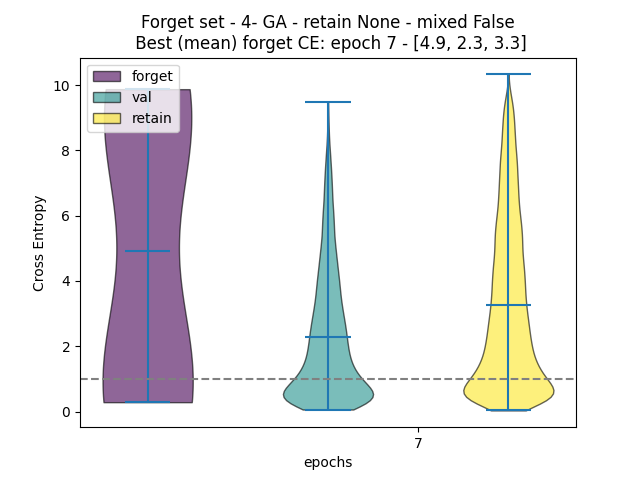 Forget set - 4- GA - retain None - mixed False
Best (mean) forget CE: epoch 7 - [4.9, 2.3, 3.3]
forget
val
retain
10
8
6
4
2
0
Cross Entropy
7
epochs